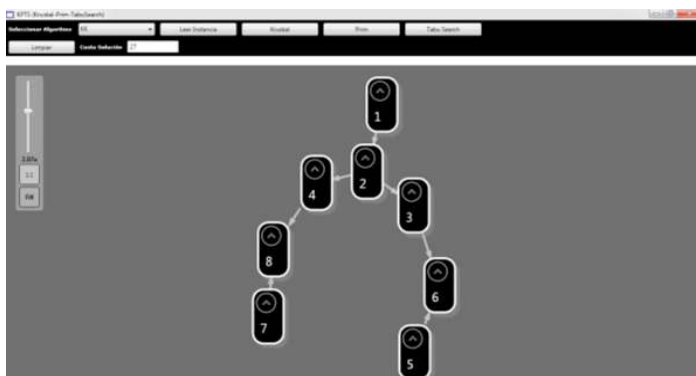 KPTS (Kruskal-Prim-TabuSearch)
Seleccionar Algoritmo Leer Instancia Kruskal Prim Tabu Search
Limpiar Costo Solución 27
1
2
4
3
8
6
7
5
Fill